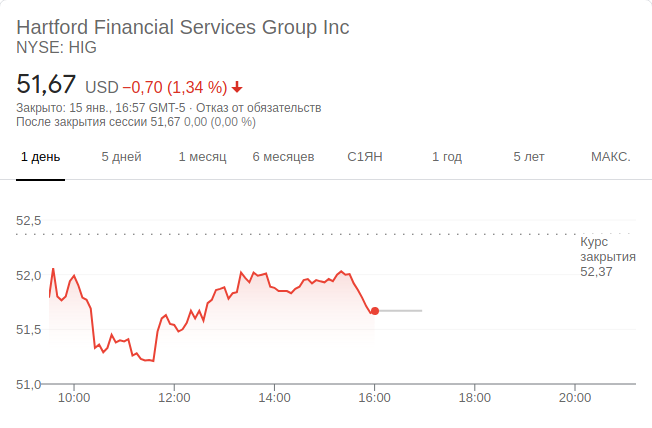 Hartford Financial Services Group Inc
NYSE: HIG
51,67 USD −0,70 (1,34 %)
Закрыто: 15 янв., 16:57 GMT-5 · Отказ от обязательств
После закрытия сессии 51,67 0,00 (0,00 %)
1 день 5 дней 1 месяц 6 месяцев С1ЯН 1 год 5 лет МАКС.
52,5
Курс
закрытия
52,37
52,0
51,5
51,0
10:00 12:00 14:00 16:00 18:00 20:00